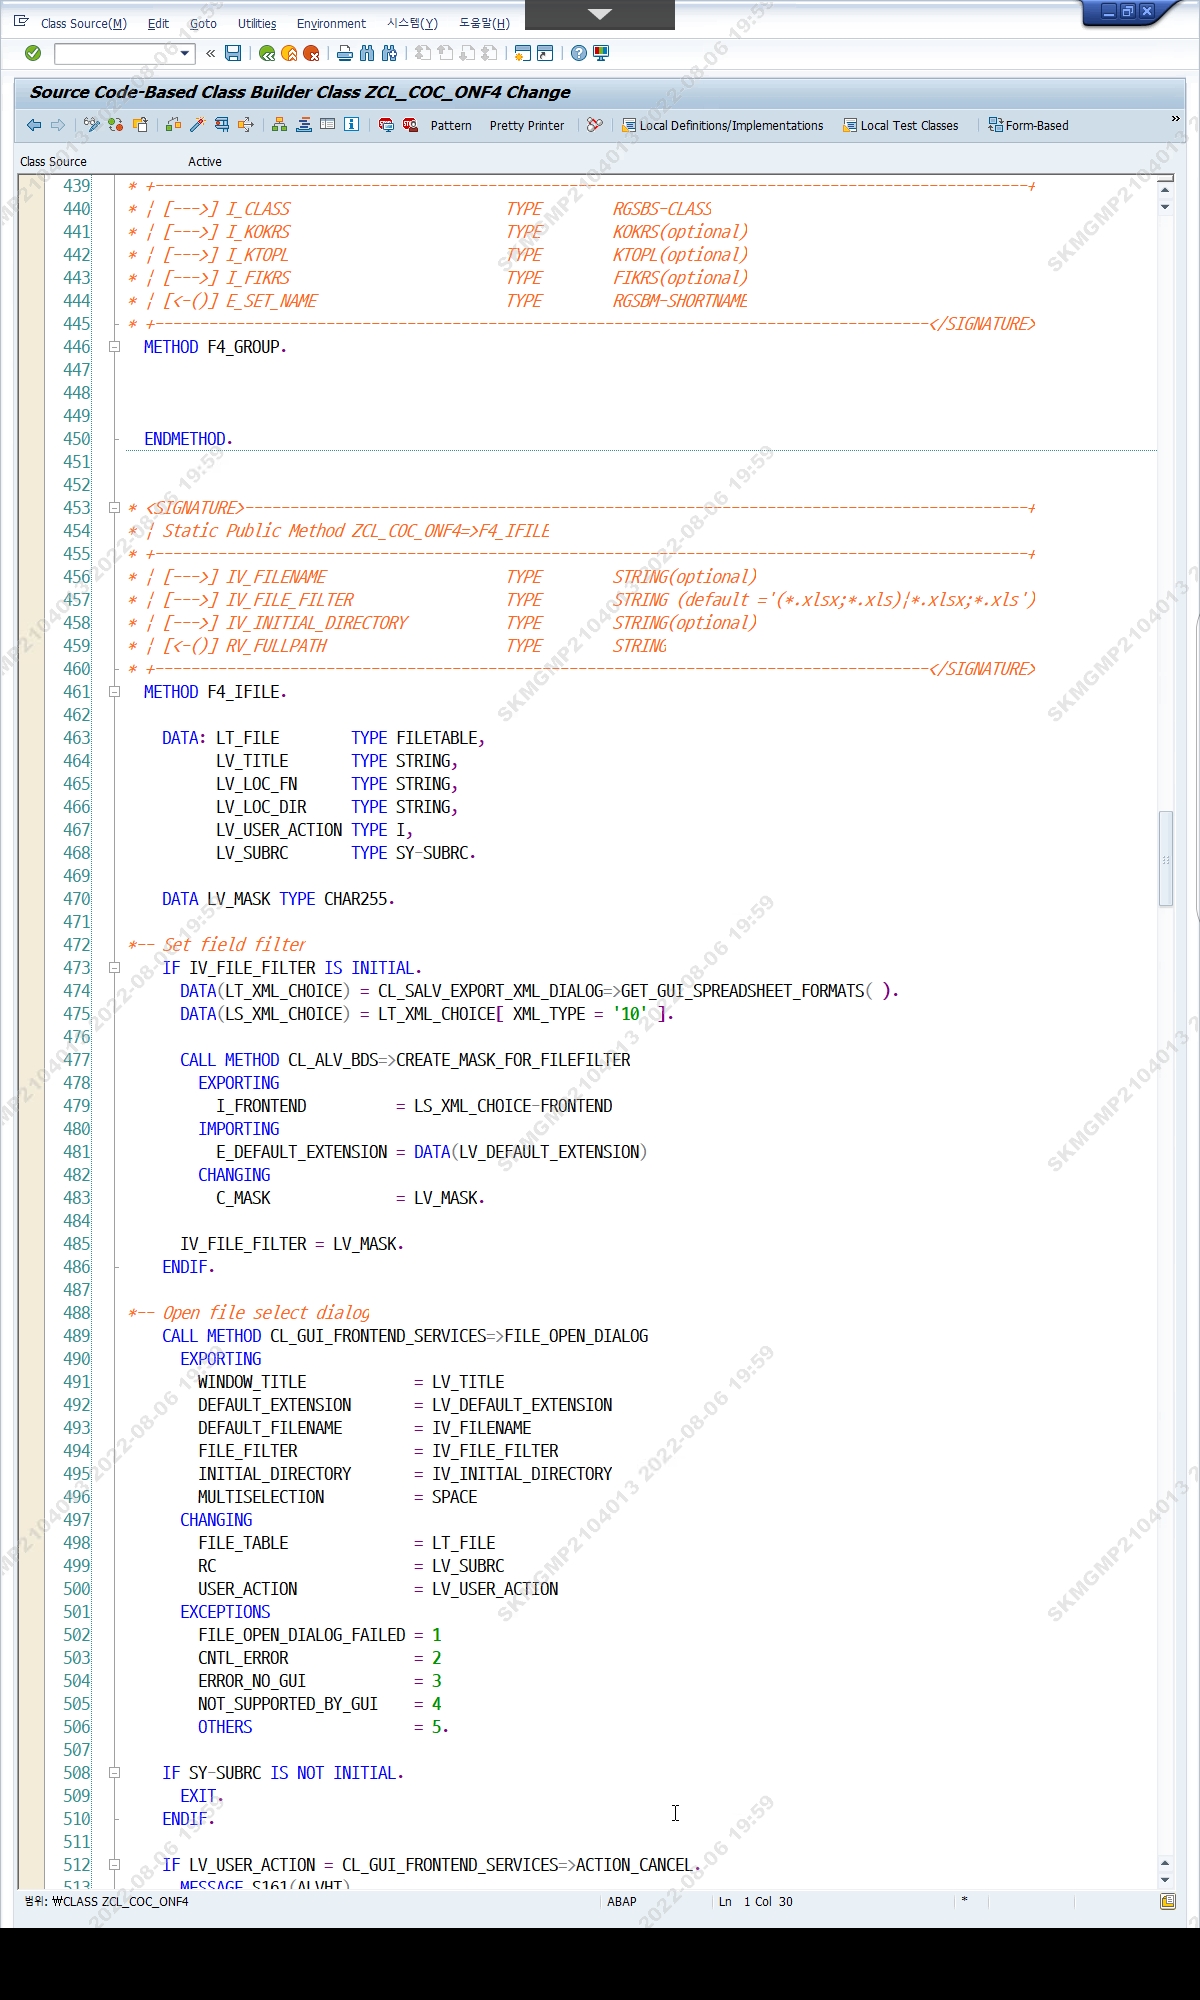 Class Source(M) Edit Goto Utilities Environment 시스템(Y) 도움말(H)
Source Code-Based Class Builder Class ZCL_COC_ONF4 Change
Pattern Pretty Printer Local Definitions/Implementations Local Test Classes Form-Based
Class Source Active
439 * +-------------------------------------------------------------------------------------------------+
440 * | [--->] I_CLASS TYPE RGSBS-CLASS
441 * | [--->] I_KOKRS TYPE KOKRS(optional)
442 * | [--->] I_KTOPL TYPE KTOPL(optional)
443 * | [--->] I_FIKRS TYPE FIKRS(optional)
444 * | [<-()] E_SET_NAME TYPE RGSBM-SHORTNAME
445 * +--------------------------------------------------------------------------------------</SIGNATURE>
446 METHOD F4_GROUP.
447
448
449
450 ENDMETHOD.
451
452
453 * <SIGNATURE>---------------------------------------------------------------------------------------+
454 * | Static Public Method ZCL_COC_ONF4=>F4_IFILE
455 * +-------------------------------------------------------------------------------------------------+
456 * | [--->] IV_FILENAME TYPE STRING(optional)
457 * | [--->] IV_FILE_FILTER TYPE STRING (default ='(*.xlsx;*.xls)|*.xlsx;*.xls')
458 * | [--->] IV_INITIAL_DIRECTORY TYPE STRING(optional)
459 * | [<-()] RV_FULLPATH TYPE STRING
460 * +--------------------------------------------------------------------------------------</SIGNATURE>
461 METHOD F4_IFILE.
462
463 DATA: LT_FILE TYPE FILETABLE,
464 LV_TITLE TYPE STRING,
465 LV_LOC_FN TYPE STRING,
466 LV_LOC_DIR TYPE STRING,
467 LV_USER_ACTION TYPE I,
468 LV_SUBRC TYPE SY-SUBRC.
469
470 DATA LV_MASK TYPE CHAR255.
471
472 *-- Set field filter
473 IF IV_FILE_FILTER IS INITIAL.
474 DATA(LT_XML_CHOICE) = CL_SALV_EXPORT_XML_DIALOG=>GET_GUI_SPREADSHEET_FORMATS( ).
475 DATA(LS_XML_CHOICE) = LT_XML_CHOICE[ XML_TYPE = '10' ].
476
477 CALL METHOD CL_ALV_BDS=>CREATE_MASK_FOR_FILEFILTER
478 EXPORTING
479 I_FRONTEND = LS_XML_CHOICE-FRONTEND
480 IMPORTING
481 E_DEFAULT_EXTENSION = DATA(LV_DEFAULT_EXTENSION)
482 CHANGING
483 C_MASK = LV_MASK.
484
485 IV_FILE_FILTER = LV_MASK.
486 ENDIF.
487
488 *-- Open file select dialog
489 CALL METHOD CL_GUI_FRONTEND_SERVICES=>FILE_OPEN_DIALOG
490 EXPORTING
491 WINDOW_TITLE = LV_TITLE
492 DEFAULT_EXTENSION = LV_DEFAULT_EXTENSION
493 DEFAULT_FILENAME = IV_FILENAME
494 FILE_FILTER = IV_FILE_FILTER
495 INITIAL_DIRECTORY = IV_INITIAL_DIRECTORY
496 MULTISELECTION = SPACE
497 CHANGING
498 FILE_TABLE = LT_FILE
499 RC = LV_SUBRC
500 USER_ACTION = LV_USER_ACTION
501 EXCEPTIONS
502 FILE_OPEN_DIALOG_FAILED = 1
503 CNTL_ERROR = 2
504 ERROR_NO_GUI = 3
505 NOT_SUPPORTED_BY_GUI = 4
506 OTHERS = 5.
507
508 IF SY-SUBRC IS NOT INITIAL.
509 EXIT.
510 ENDIF.
511
512 IF LV_USER_ACTION = CL_GUI_FRONTEND_SERVICES=>ACTION_CANCEL.
513 MESSAGE S161(ALVHT)
범위: ₩CLASS ZCL_COC_ONF4 ABAP Ln 1 Col 30 *
SKMGMP2104013 2022-08-06 19:59